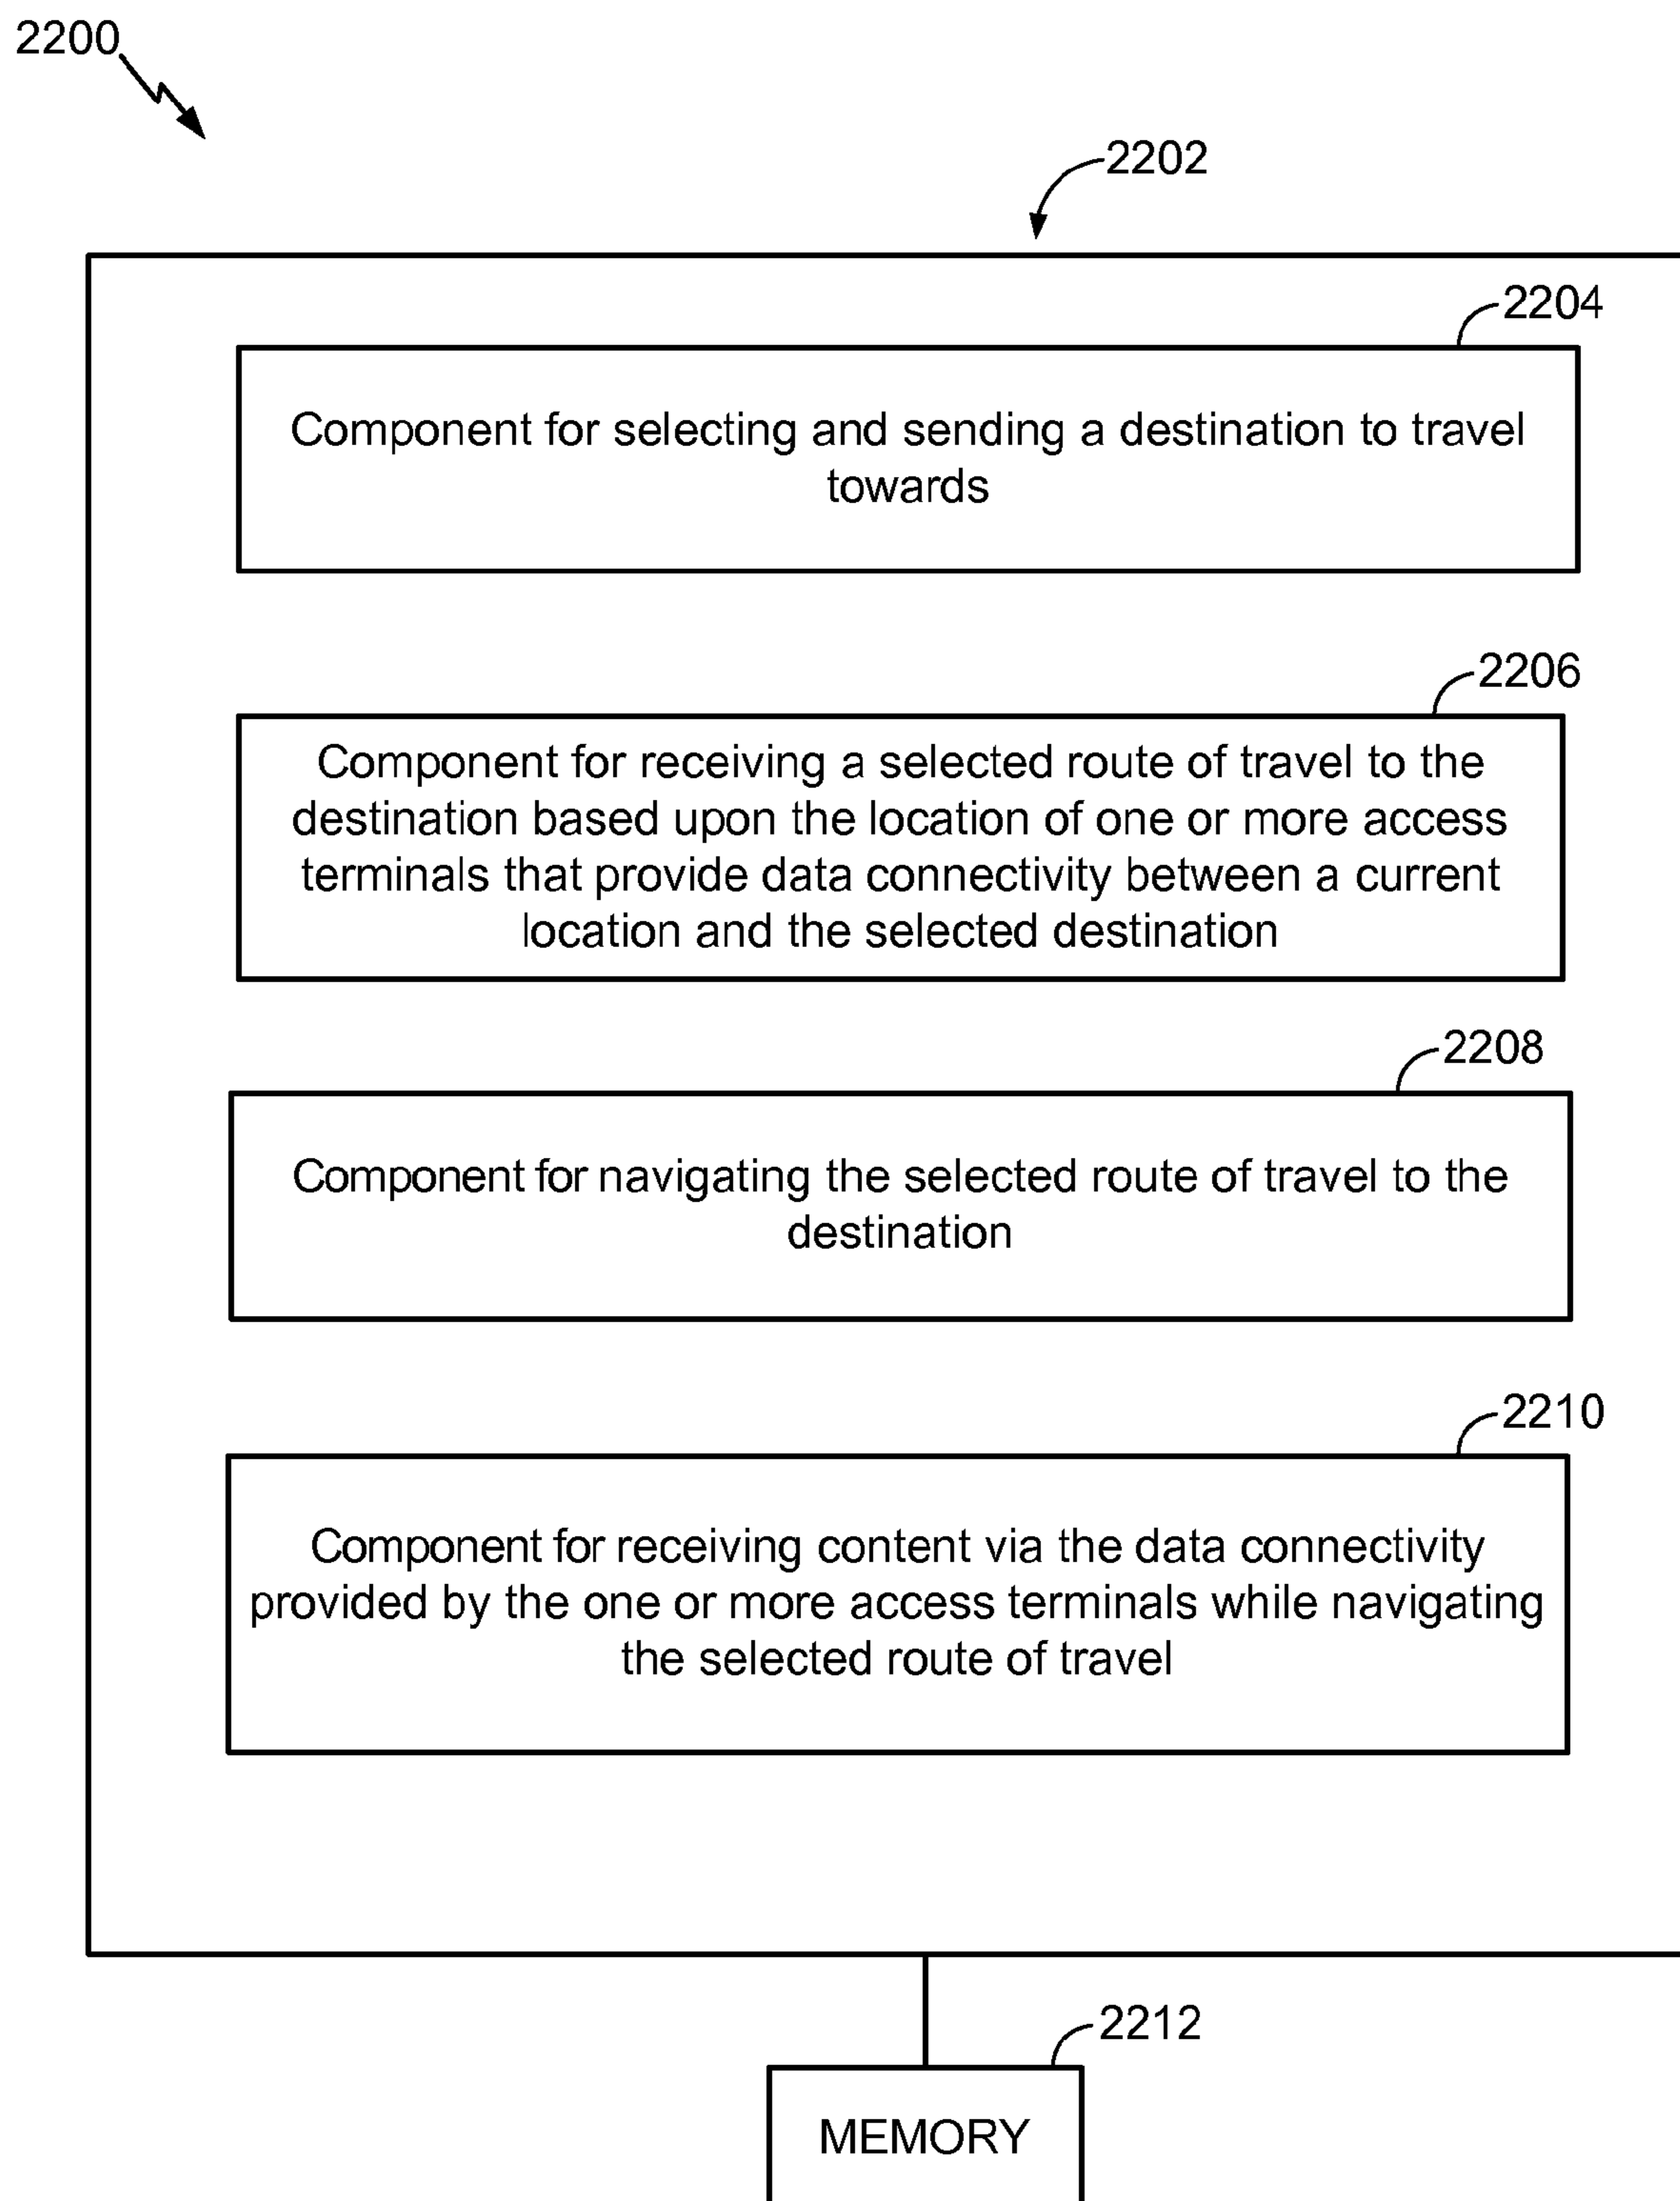 2200
2202
2204
Component for selecting and sending a destination to travel
towards
2206
Component for receiving a selected route of travel to the
destination based upon the location of one or more access
terminals that provide data connectivity between a current
location and the selected destination
2208
Component for navigating the selected route of travel to the
destination
2210
Component for receiving content via the data connectivity
provided by the one or more access terminals while navigating
the selected route of travel
2212
MEMORY